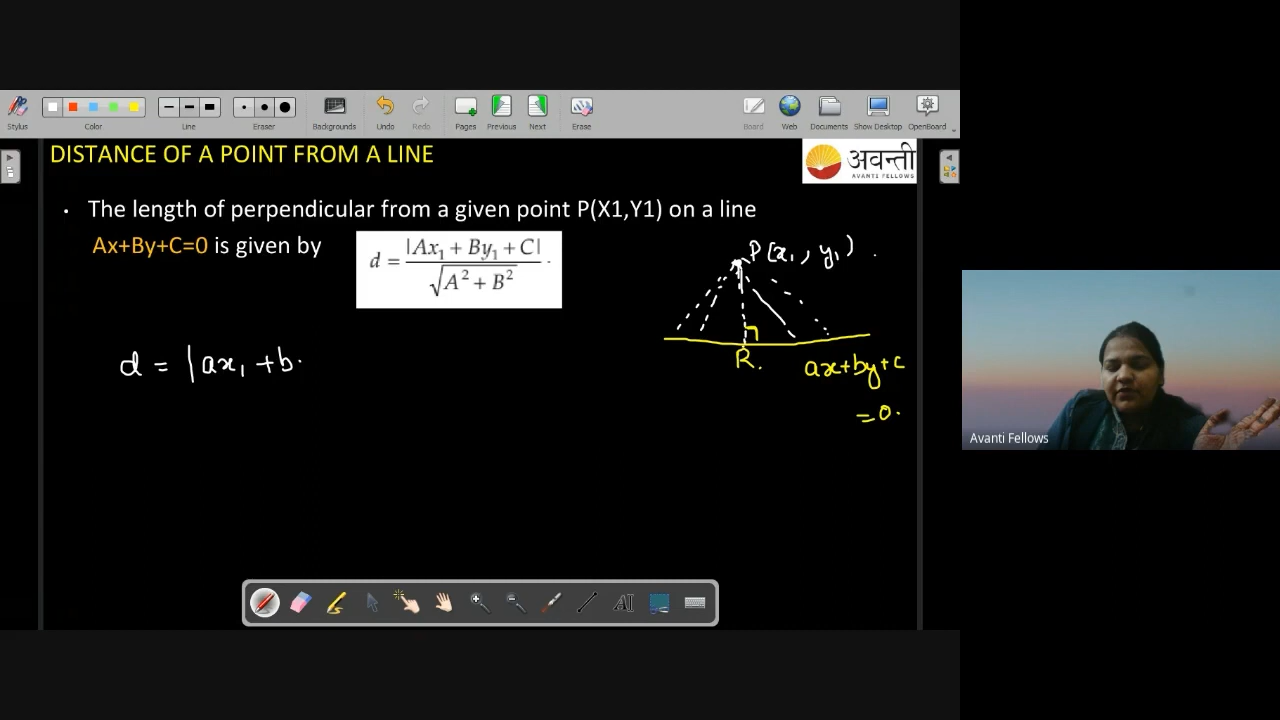 Stylus
Color
Line
Eraser
Backgrounds
Undo
Redo
Pages
Previous
Next
Erase
Board
Web
Documents
Show Desktop
OpenBoard
DISTANCE OF A POINT FROM A LINE
अवन्ती
AVANTI FELLOWS
• The length of perpendicular from a given point P(X1,Y1) on a line
Ax+By+C=0 is given by
d = |Ax₁ + By₁ + C| / √A² + B² .
P(x₁, y₁) .
d = |ax₁ + b.
R.
ax+by+c
=0.
Avanti Fellows
AI